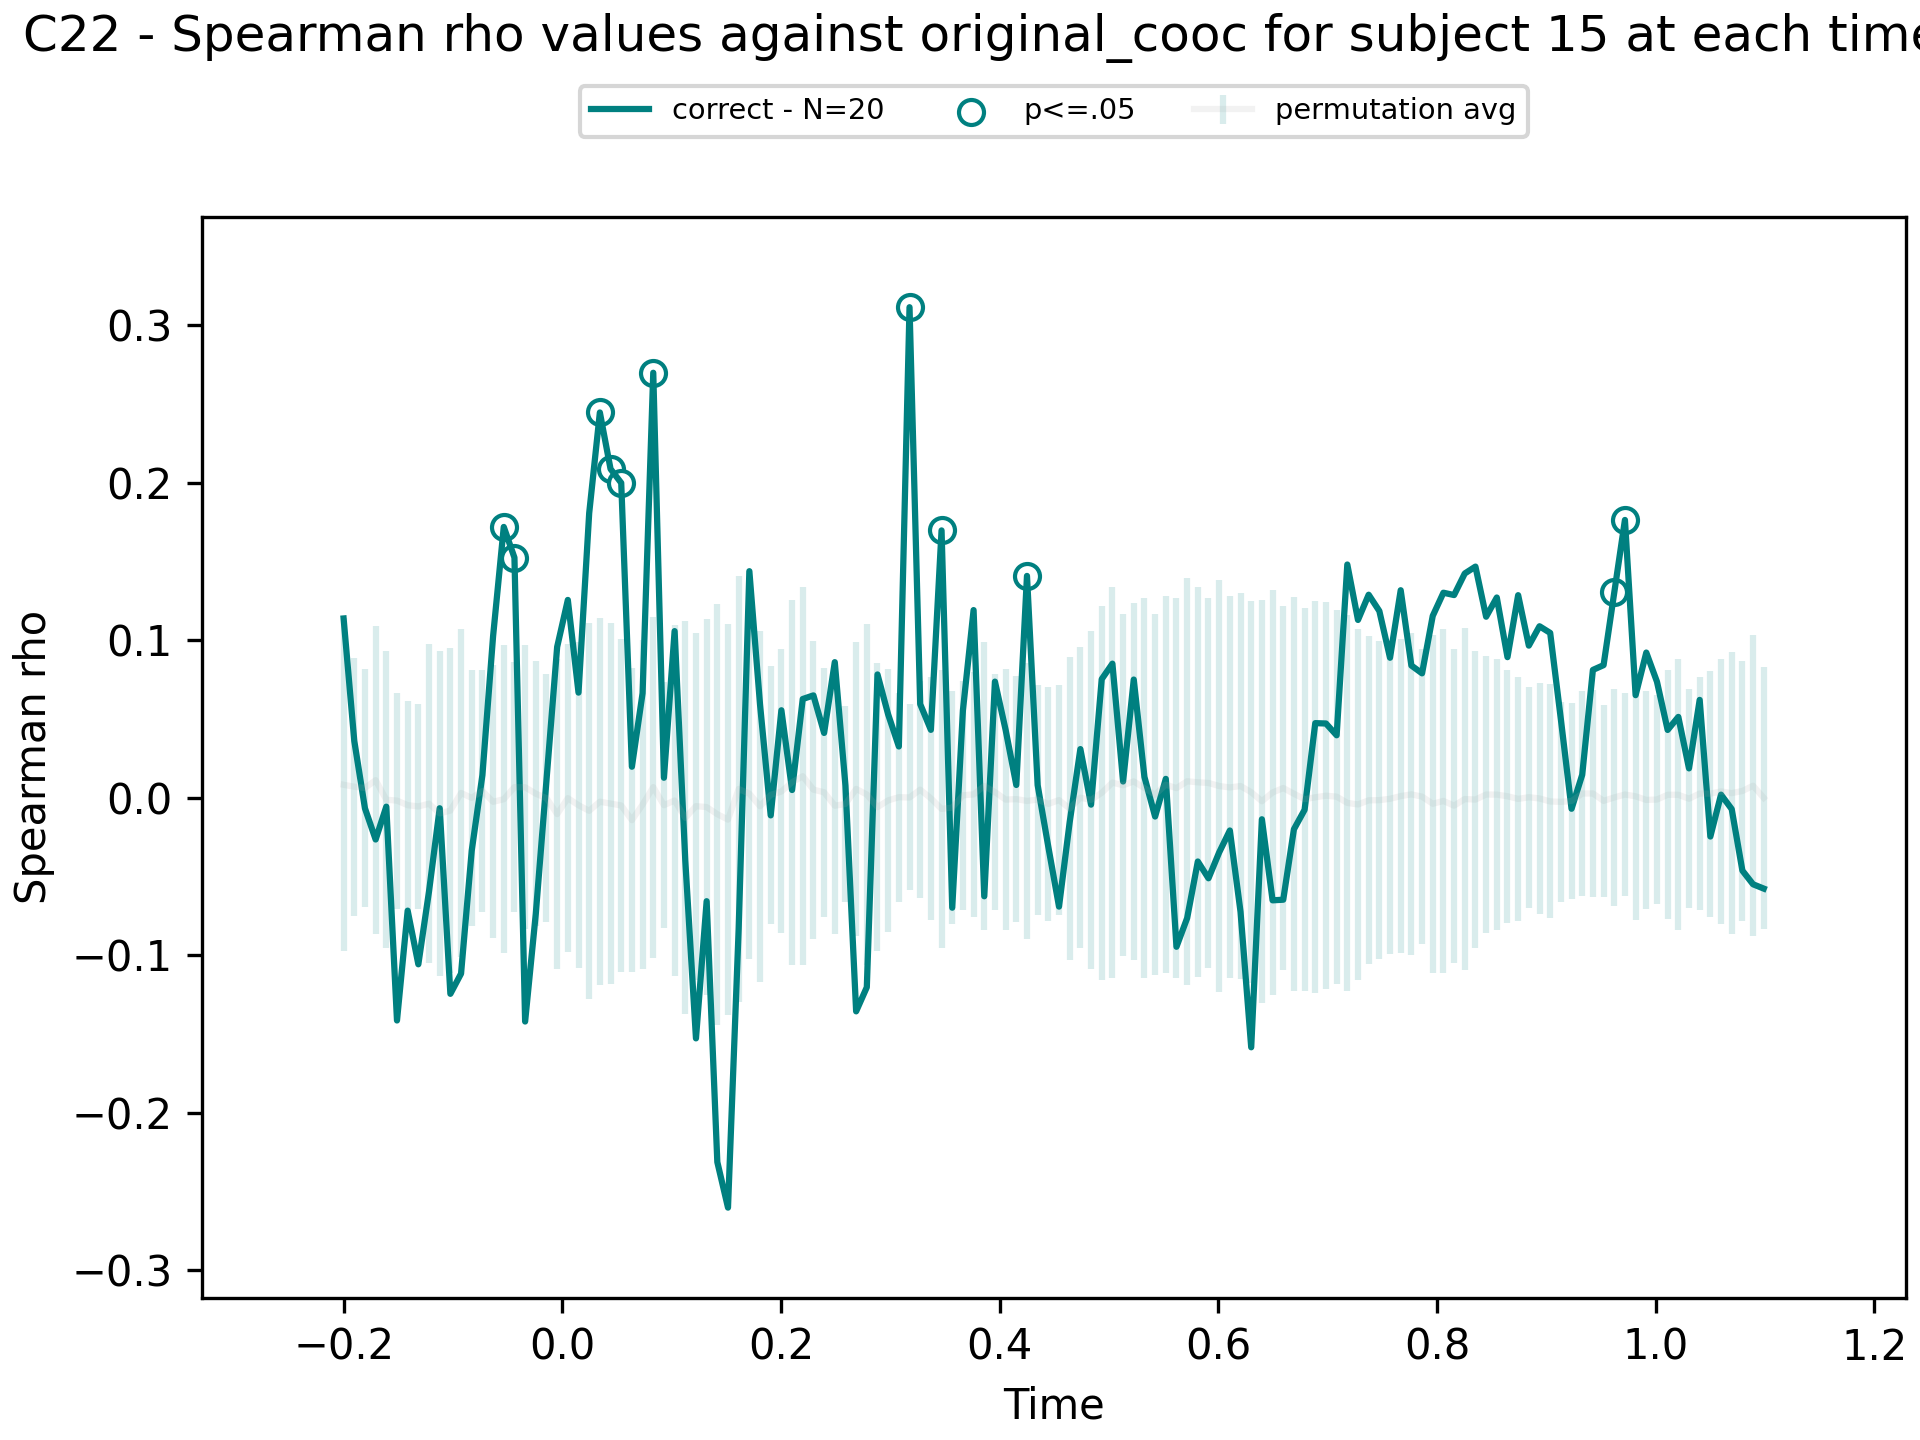 C22 - Spearman rho values against original_cooc for subject 15 at each time
correct - N=20 p<=.05 permutation avg
0.3
0.2
0.1
0.0
−0.1
−0.2
−0.3
Spearman rho
−0.2 0.0 0.2 0.4 0.6 0.8 1.0 1.2
Time